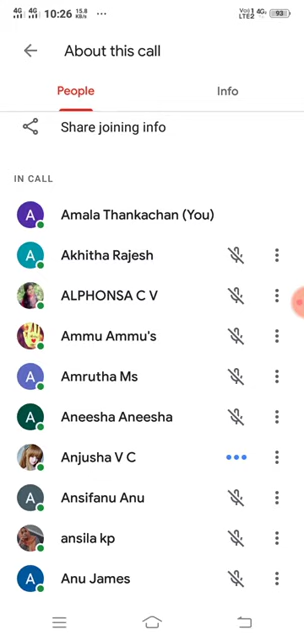 4G 4G 10:26 15.8 KB/s ... VoLTE2 4G 93
About this call
People Info
Share joining info
IN CALL
A Amala Thankachan (You)
A Akhitha Rajesh
ALPHONSA C V
Ammu Ammu's
A Amrutha Ms
A Aneesha Aneesha
Anjusha V C
A Ansifanu Anu
ansila kp
A Anu James